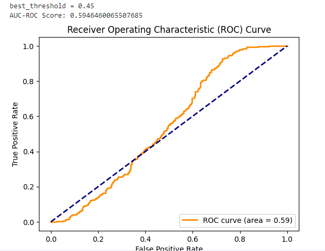 best_threshold = 0.45
AUC-ROC Score: 0.5946460065507685
Receiver Operating Characteristic (ROC) Curve
1.0
0.8
0.6
0.4
0.2
0.0
True Positive Rate
ROC curve (area = 0.59)
0.0 0.2 0.4 0.6 0.8 1.0
False Positive Rate